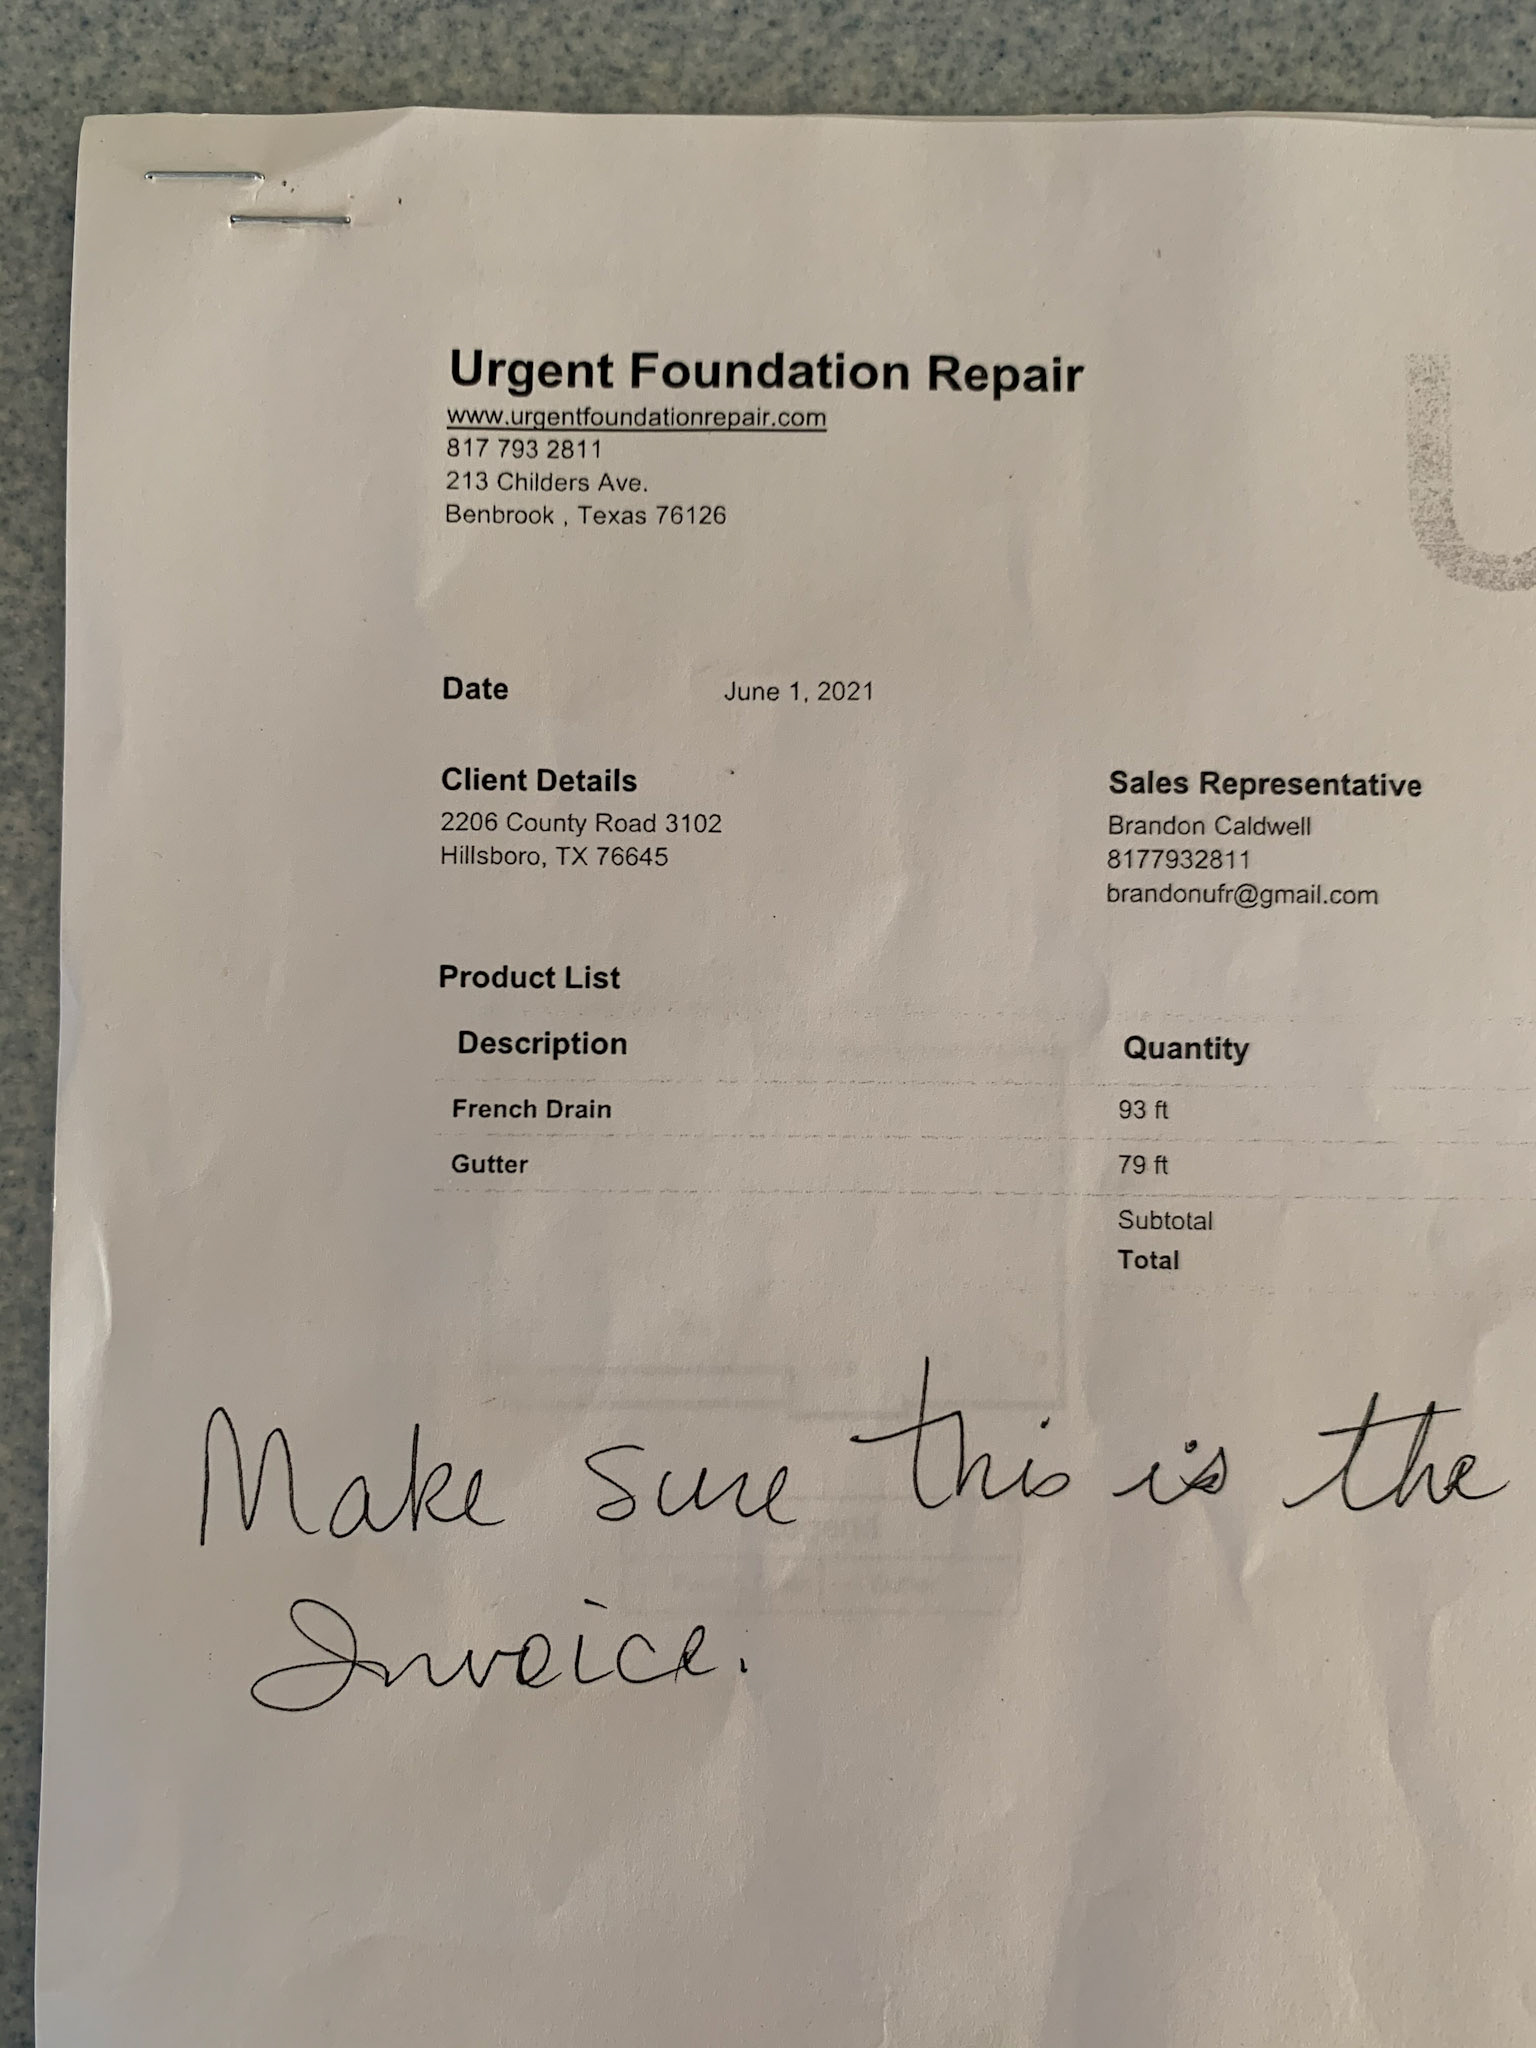 Urgent Foundation Repair
www.urgentfoundationrepair.com
817 793 2811
213 Childers Ave.
Benbrook , Texas 76126
U
Date June 1, 2021
Client Details
2206 County Road 3102
Hillsboro, TX 76645
Sales Representative
Brandon Caldwell
8177932811
brandonufr@gmail.com
Product List
Description Quantity
French Drain 93 ft
Gutter 79 ft
Subtotal
Total
Make sure this is the
Invoice.